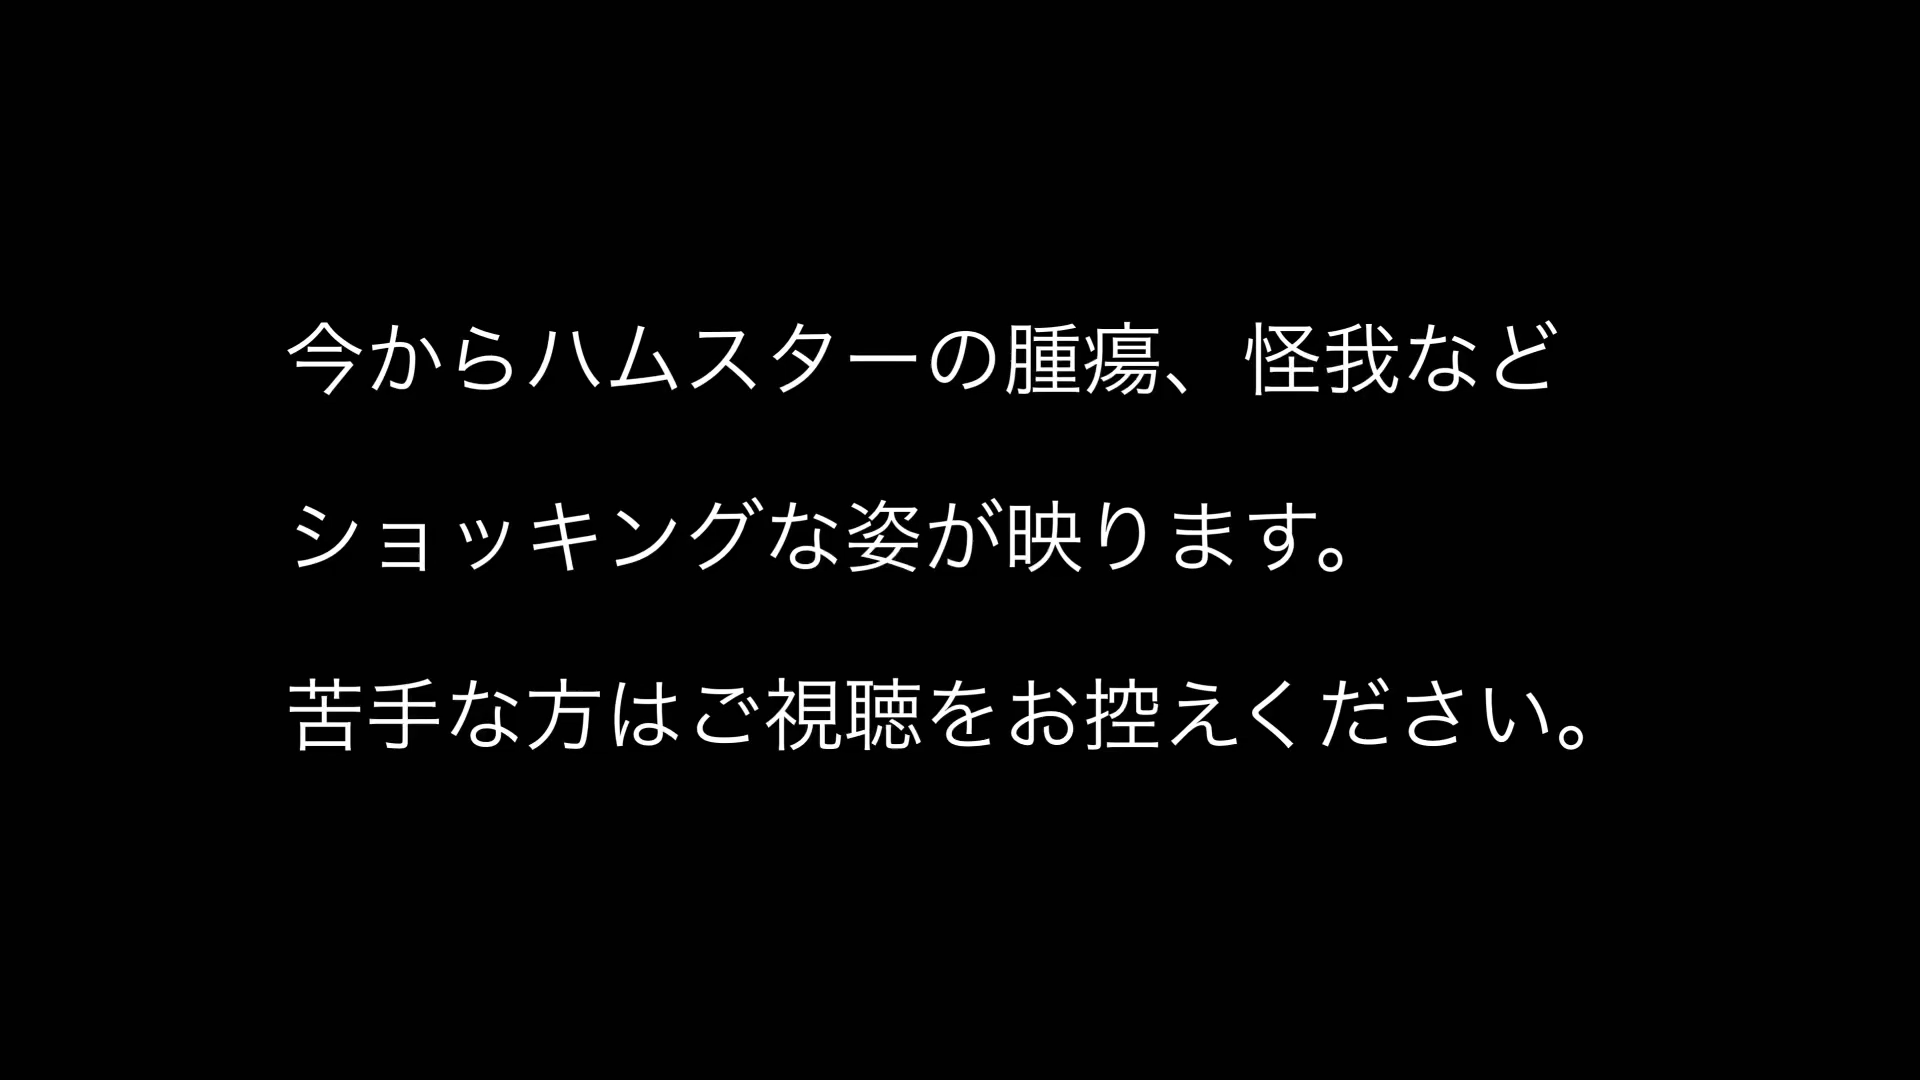 今からハムスターの腫瘍、怪我など
ショッキングな姿が映ります。
苦手な方はご視聴をお控えください。